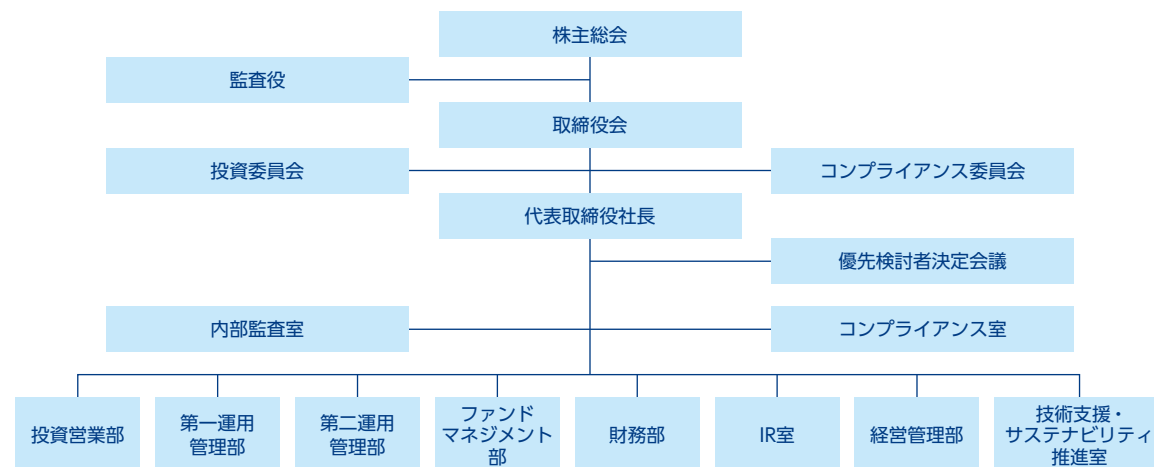 株主総会
監査役
取締役会
投資委員会
コンプライアンス委員会
代表取締役社長
優先検討者決定会議
内部監査室
コンプライアンス室
投資営業部
第一運用
管理部
第二運用
管理部
ファンド
マネジメント
部
財務部
IR室
経営管理部
技術支援・
サステナビリティ
推進室